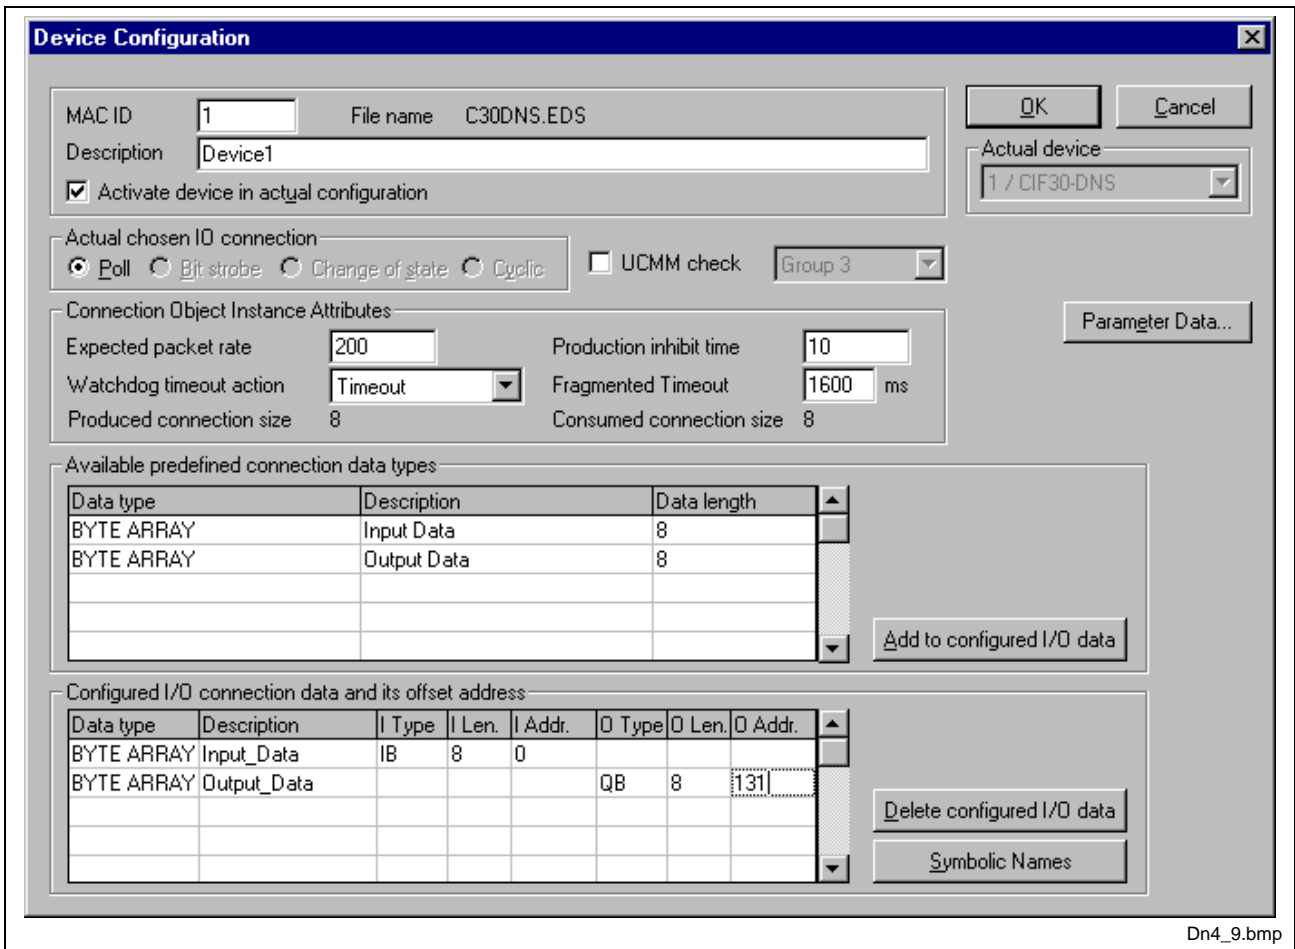 Device Configuration
MAC ID 1 File name C30DNS.EDS
OK Cancel
Description Device1
Actual device
Activate device in actual configuration
1 / CIF30-DNS
Actual chosen IO connection
Poll Bit strobe Change of state Cyclic
UCMM check Group 3
Connection Object Instance Attributes
Parameter Data...
Expected packet rate 200 Production inhibit time 10
Watchdog timeout action Timeout Fragmented Timeout 1600 ms
Produced connection size 8 Consumed connection size 8
Available predefined connection data types
Data type Description Data length
BYTE ARRAY Input Data 8
BYTE ARRAY Output Data 8
Add to configured I/O data
Configured I/O connection data and its offset address
Data type Description I Type I Len. I Addr. O Type O Len. O Addr.
BYTE ARRAY Input_Data IB 8 0
BYTE ARRAY Output_Data QB 8 131
Delete configured I/O data
Symbolic Names
Dn4_9.bmp